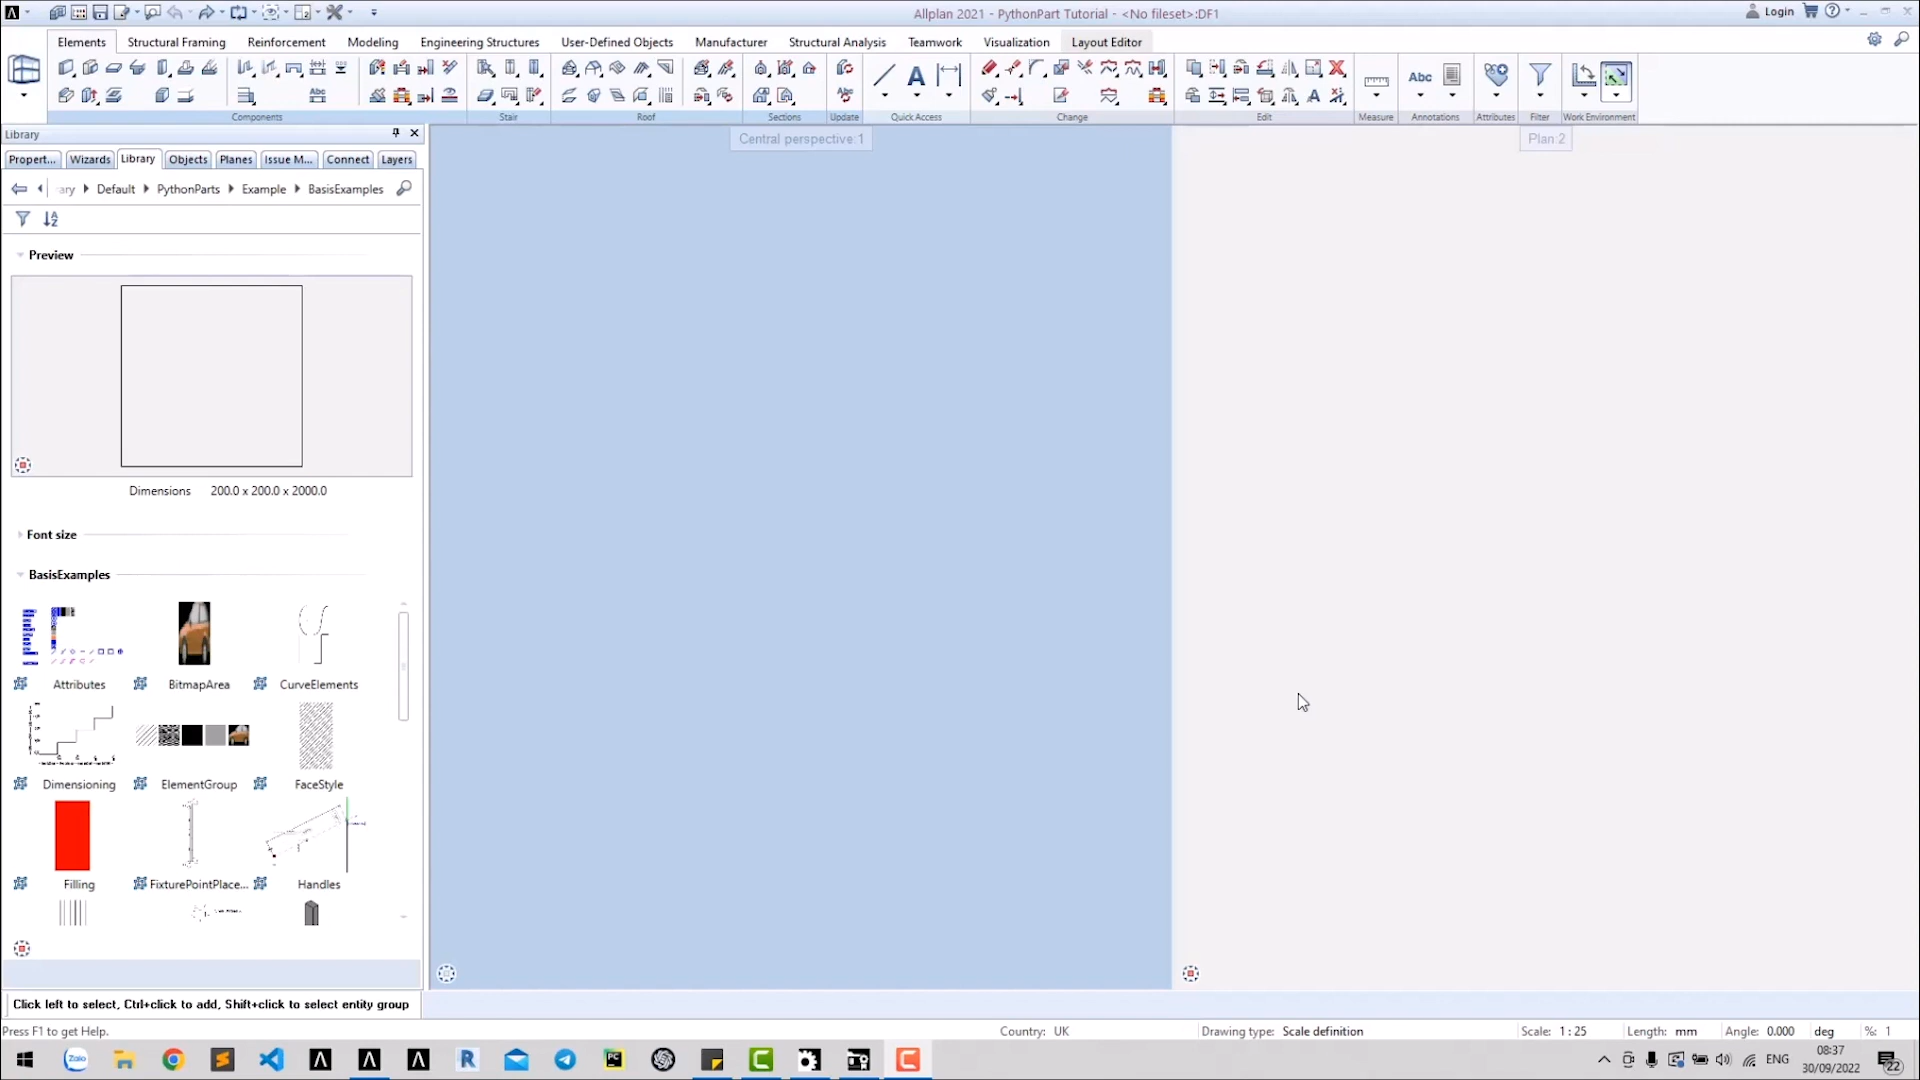 Allplan 2021 - PythonPart Tutorial - <No fileset>:DF1
Login
Elements Structural Framing Reinforcement Modeling Engineering Structures User-Defined Objects Manufacturer Structural Analysis Teamwork Visualization Layout Editor
Abc
Components Stair Roof Sections Update Quick Access Change Edit Measure Annotations Attributes Filter Work Environment
Library
Propert... Wizards Library Objects Planes Issue M... Connect Layers
ary Default PythonParts Example BasisExamples
Central perspective:1
Plan:2
Preview
Dimensions 200.0 x 200.0 x 2000.0
Font size
BasisExamples
Attributes BitmapArea CurveElements
Dimensioning ElementGroup FaceStyle
Filling FixturePointPlace... Handles
Click left to select, Ctrl+click to add, Shift+click to select entity group
Press F1 to get Help.
Country: UK
Drawing type: Scale definition
Scale: 1 : 25
Length: mm
Angle: 0.000 deg
%: 1
Zalo
ENG
08:37
30/09/2022
22